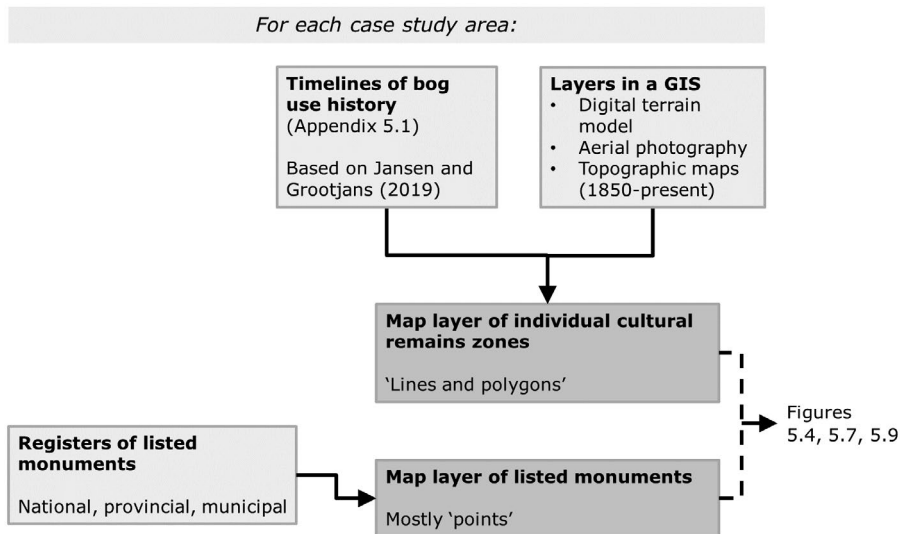 For each case study area:
Timelines of bog
use history
(Appendix 5.1)
Based on Jansen and
Grootjans (2019)
Layers in a GIS
• Digital terrain
model
• Aerial photography
• Topographic maps
(1850-present)
Map layer of individual cultural
remains zones
‘Lines and polygons’
Figures
5.4, 5.7, 5.9
Registers of listed
monuments
National, provincial, municipal
Map layer of listed monuments
Mostly ‘points’